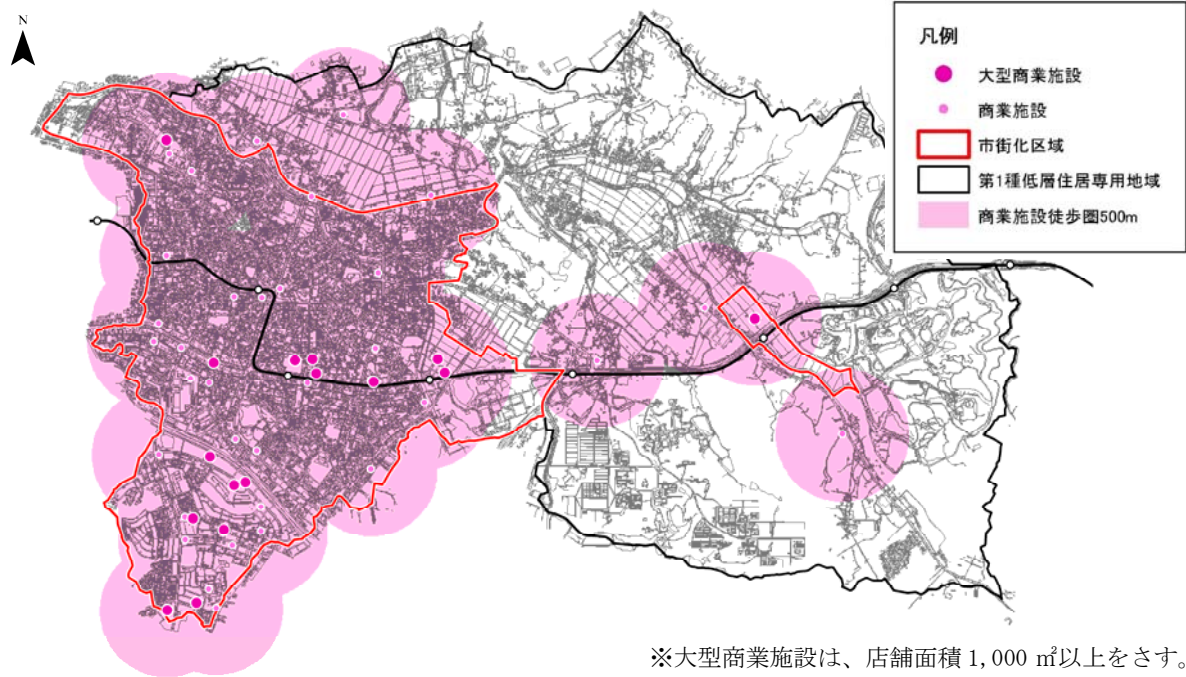 N
凡例
大型商業施設
商業施設
市街化区域
第1種低層住居専用地域
商業施設徒歩圏500m
※大型商業施設は、店舗面積 1,000 ㎡以上をさす。